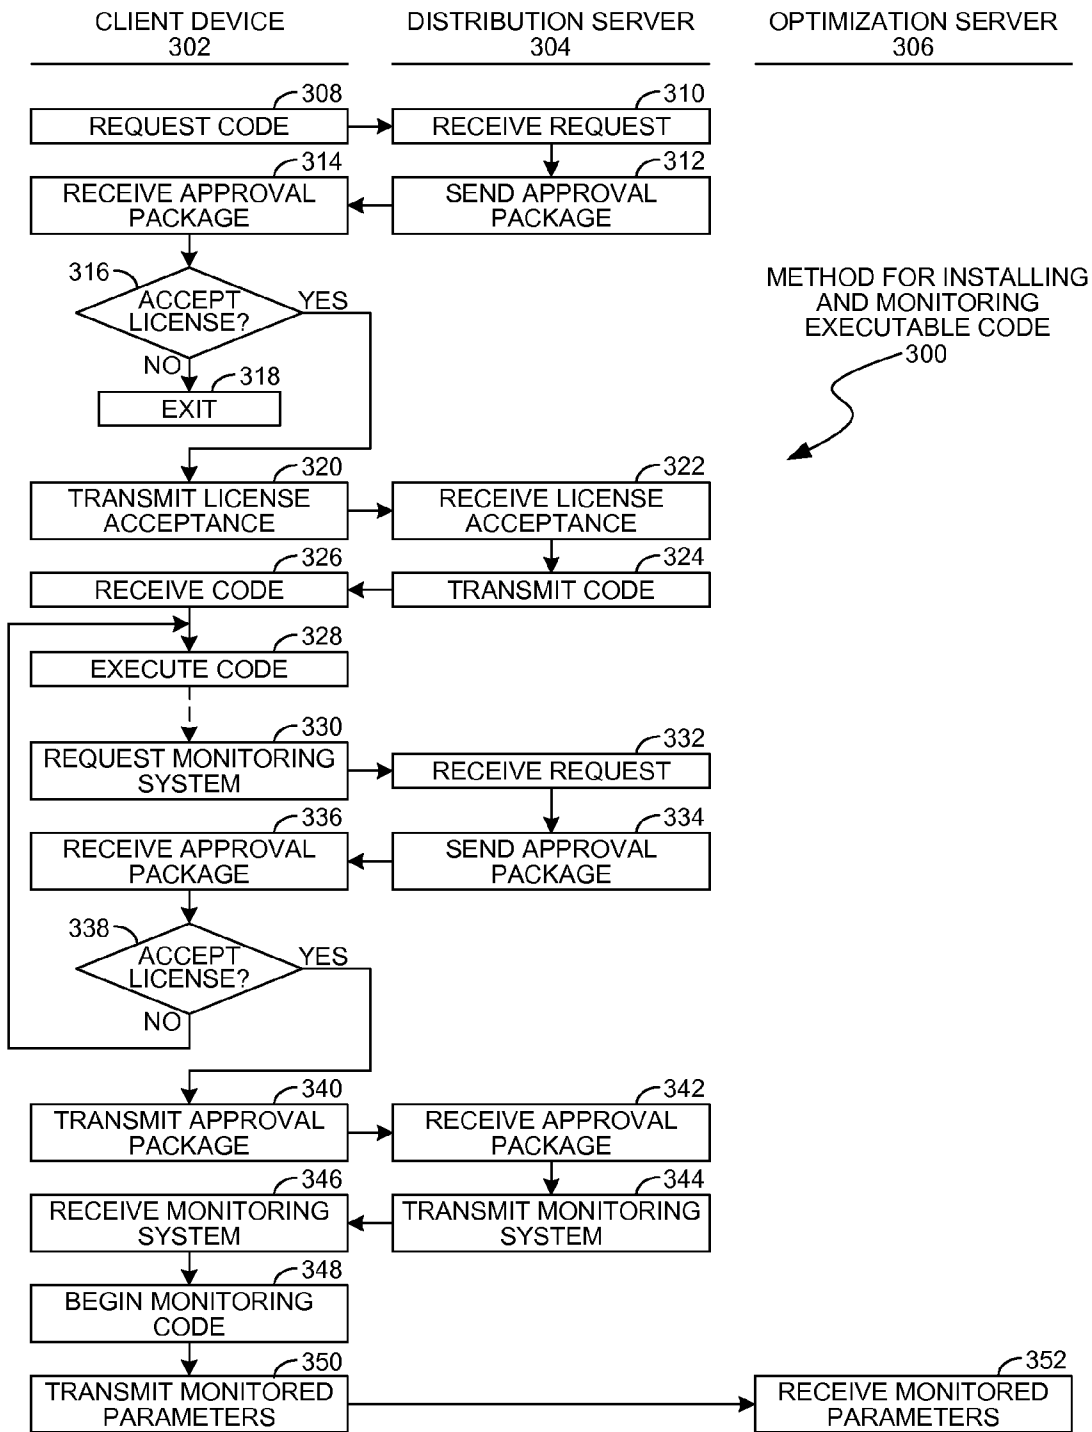 CLIENT DEVICE
302
DISTRIBUTION SERVER
304
OPTIMIZATION SERVER
306
308
REQUEST CODE
310
RECEIVE REQUEST
314
RECEIVE APPROVAL
PACKAGE
312
SEND APPROVAL
PACKAGE
316
ACCEPT
LICENSE?
YES
NO
318
EXIT
METHOD FOR INSTALLING
AND MONITORING
EXECUTABLE CODE
300
320
TRANSMIT LICENSE
ACCEPTANCE
322
RECEIVE LICENSE
ACCEPTANCE
326
RECEIVE CODE
324
TRANSMIT CODE
328
EXECUTE CODE
330
REQUEST MONITORING
SYSTEM
332
RECEIVE REQUEST
336
RECEIVE APPROVAL
PACKAGE
334
SEND APPROVAL
PACKAGE
338
ACCEPT
LICENSE?
YES
NO
340
TRANSMIT APPROVAL
PACKAGE
342
RECEIVE APPROVAL
PACKAGE
346
RECEIVE MONITORING
SYSTEM
344
TRANSMIT MONITORING
SYSTEM
348
BEGIN MONITORING
CODE
350
TRANSMIT MONITORED
PARAMETERS
352
RECEIVE MONITORED
PARAMETERS